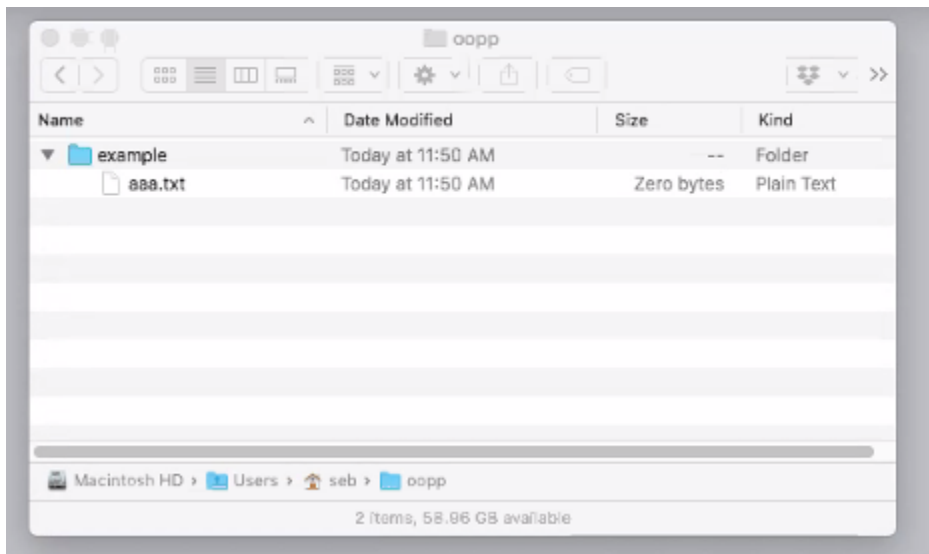 oopp
Name Date Modified Size Kind
example Today at 11:50 AM -- Folder
aaa.txt Today at 11:50 AM Zero bytes Plain Text
Macintosh HD › Users › seb › oopp
2 items, 58.96 GB available